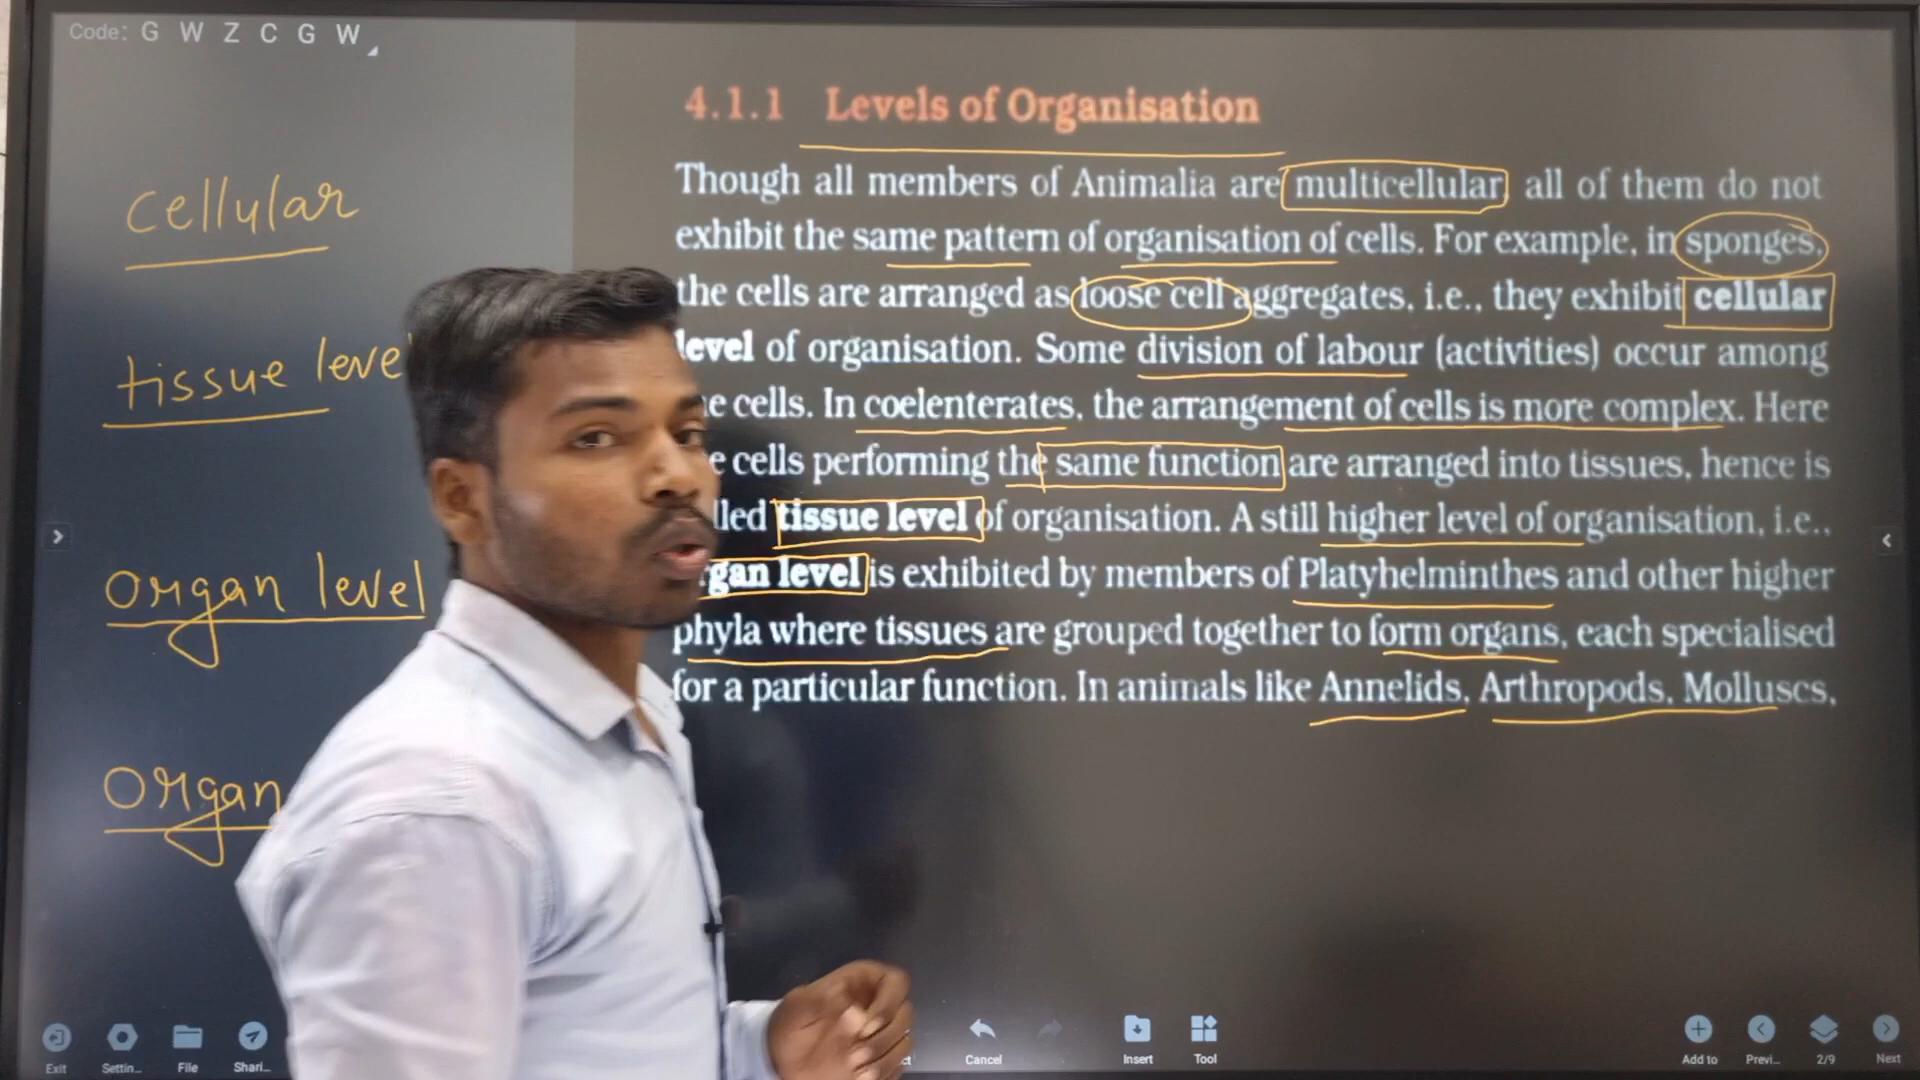 Code: G W Z C G W
4.1.1 Levels of Organisation
Though all members of Animalia are multicellular, all of them do not
exhibit the same pattern of organisation of cells. For example, in sponges,
the cells are arranged as loose cell aggregates, i.e., they exhibit cellular
level of organisation. Some division of labour (activities) occur among
cells. In coelenterates, the arrangement of cells is more complex. Here
cells performing the same function are arranged into tissues, hence is
tissue level of organisation. A still higher level of organisation, i.e.,
level is exhibited by members of Platyhelminthes and other higher
phyla where tissues are grouped together to form organs, each specialised
for a particular function. In animals like Annelids, Arthropods, Molluscs,
cellular
tissue level
organ level
organ
Exit
Settin...
File
Shari...
Cancel
Insert
Tool
Add to
Previ...
2/9
Next